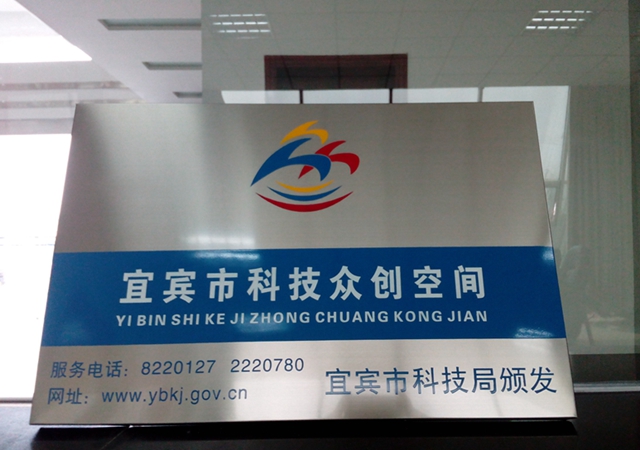 宜宾市科技众创空间
YI BIN SHI KE JI ZHONG CHUANG KONG JIAN
服务电话：8220127 2220780
网址：www.ybkj.gov.cn
宜宾市科技局颁发